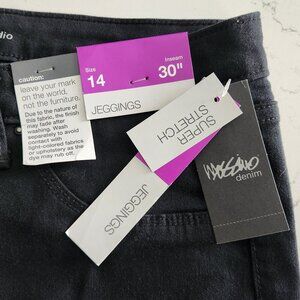 dio
caution:
leave your mark
on the world,
not the furniture.
Due to the nature of
this fabric, the finish
may fade after
washing. Wash
separately to avoid
contact with
light-colored fabrics
or upholstery as the
dye may rub off.
Size
14
Inseam
30"
JEGGINGS
SUPER
STRETCH
JEGGINGS
Mossimo
denim